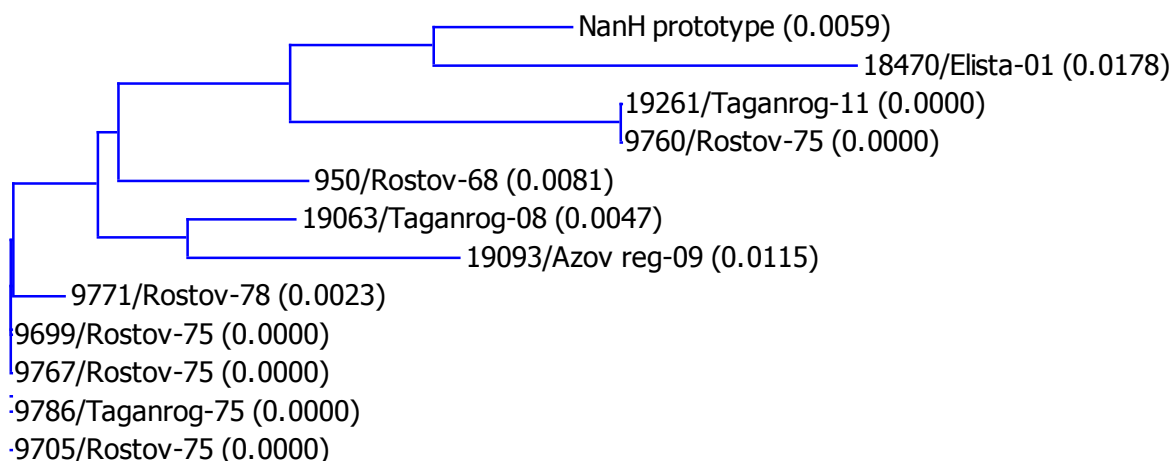 NanH prototype (0.0059)
18470/Elista-01 (0.0178)
19261/Taganrog-11 (0.0000)
9760/Rostov-75 (0.0000)
950/Rostov-68 (0.0081)
19063/Taganrog-08 (0.0047)
19093/Azov reg-09 (0.0115)
9771/Rostov-78 (0.0023)
9699/Rostov-75 (0.0000)
9767/Rostov-75 (0.0000)
9786/Taganrog-75 (0.0000)
9705/Rostov-75 (0.0000)